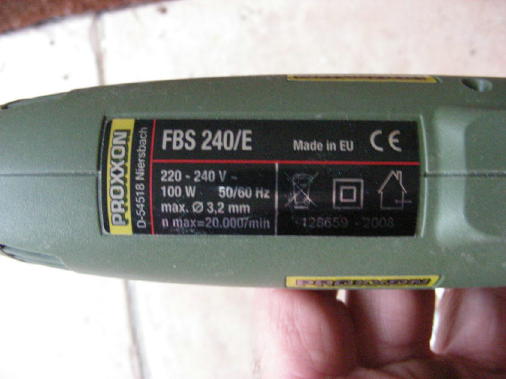 PROXXON
D-54518 Niersbach
FBS 240/E
Made in EU CE
220 - 240 V ~
100 W 50/60 Hz
max. Ø 3,2 mm
n max=20.000/min
128659 - 2008
PROXXON